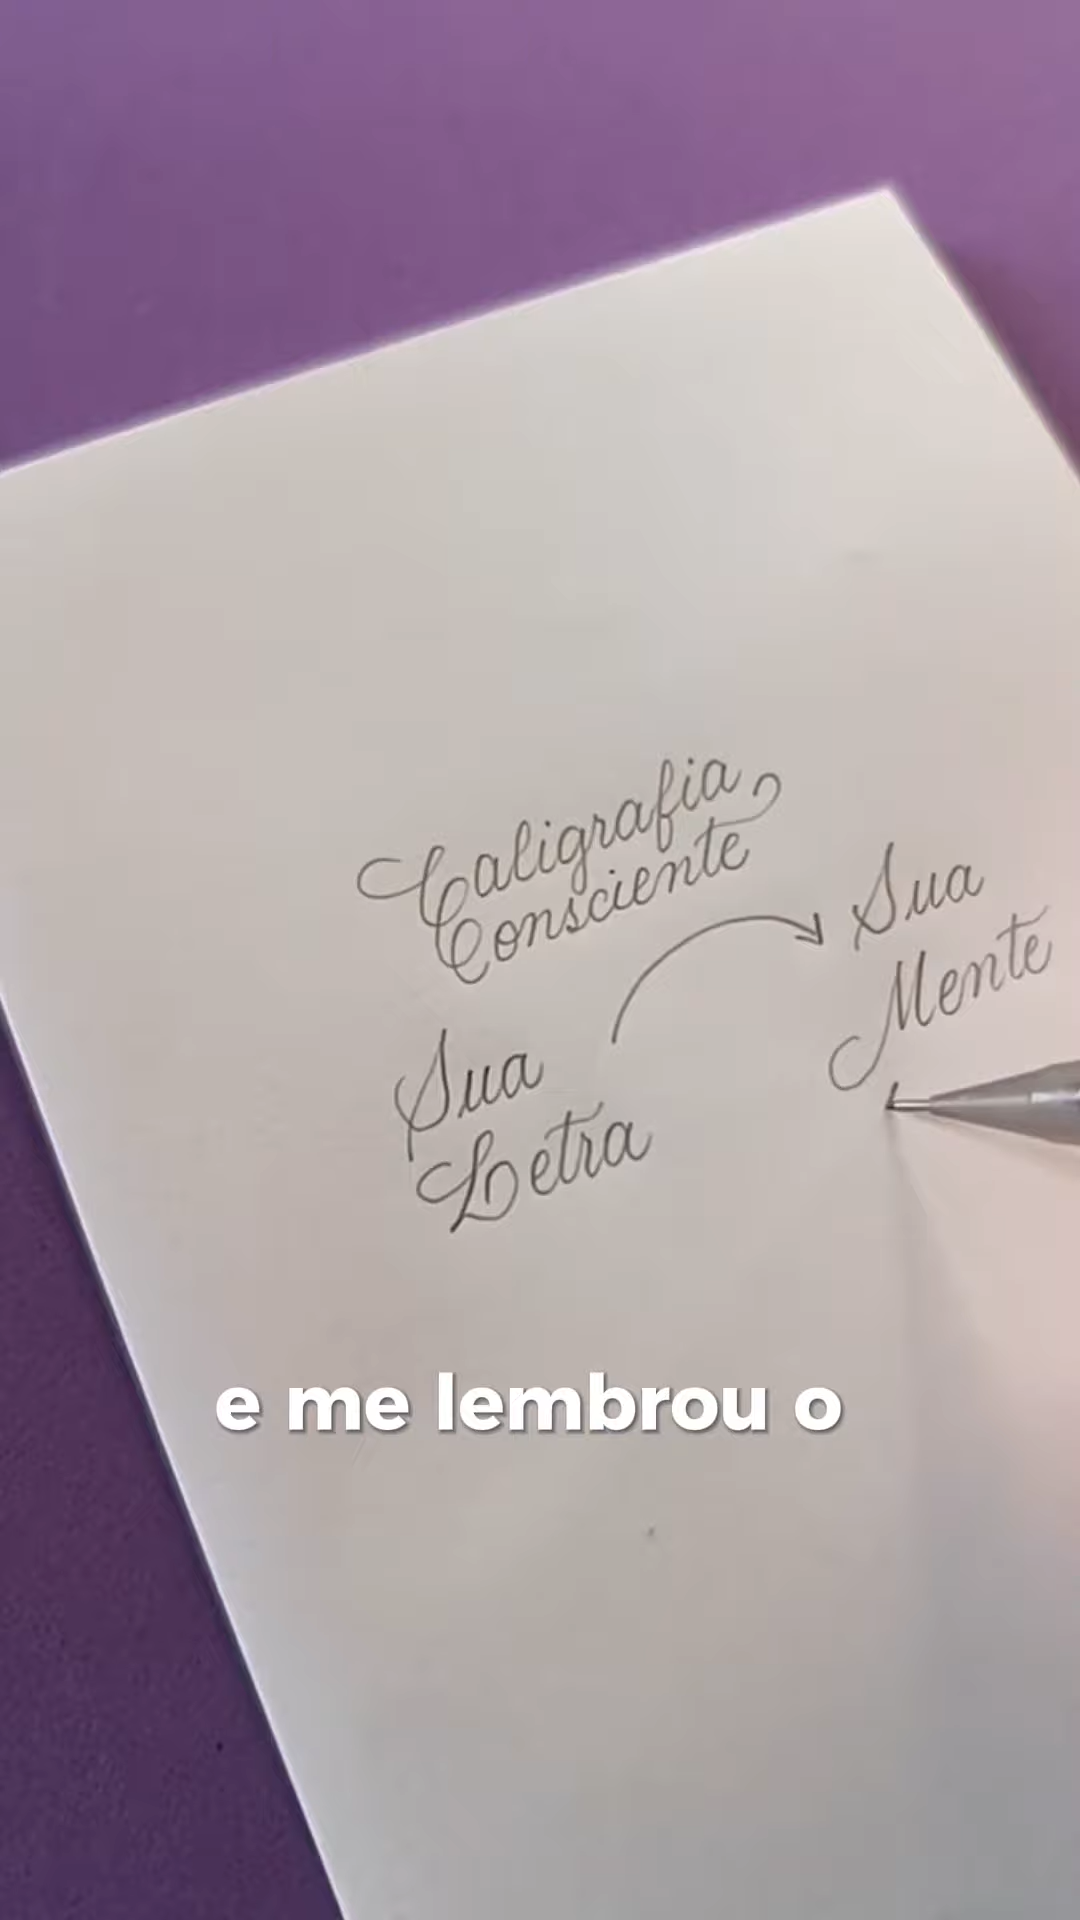 Caligrafia
Consciente
Sua
Letra
Sua
Mente
e me lembrou o